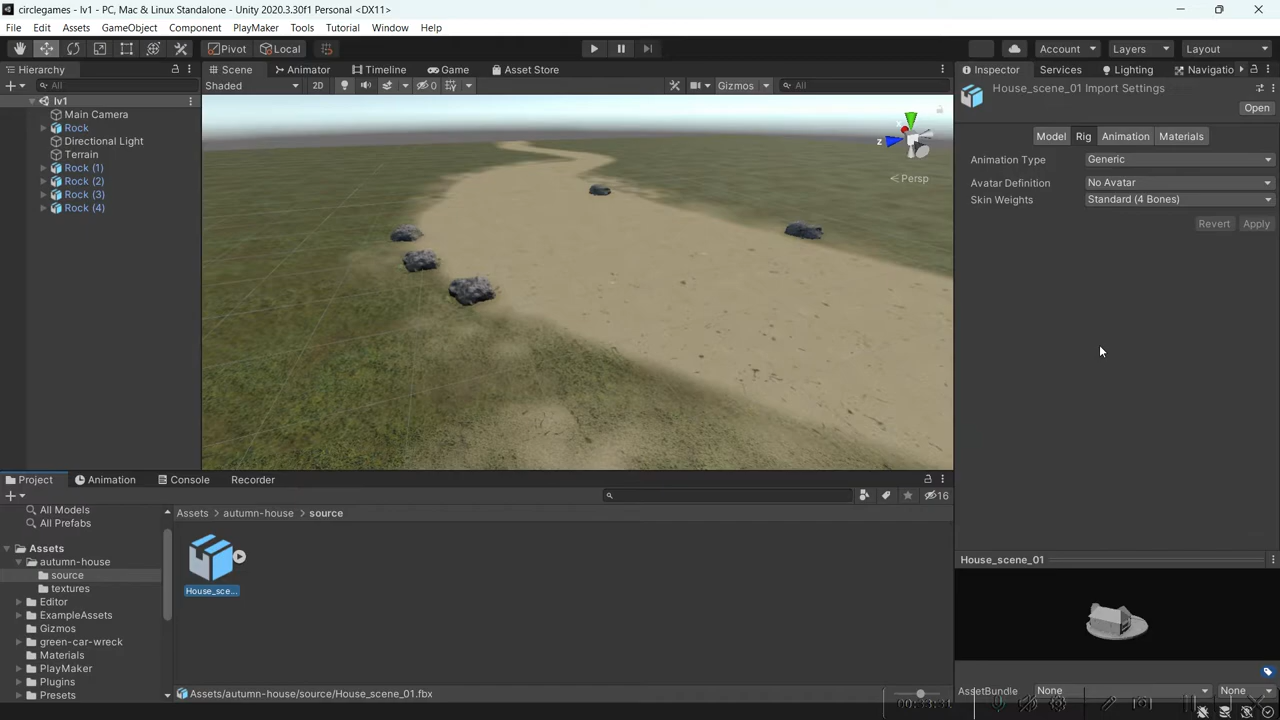 circlegames - lv1 - PC, Mac & Linux Standalone - Unity 2020.3.30f1 Personal <DX11>
File Edit Assets GameObject Component PlayMaker Tools Tutorial Window Help
Pivot Local Account Layers Layout
Hierarchy
All
lv1
Main Camera
Rock
Directional Light
Terrain
Rock (1)
Rock (2)
Rock (3)
Rock (4)
Scene Animator Timeline Game Asset Store
Shaded 2D 0 Gizmos All
z
x
< Persp
Inspector Services Lighting Navigatio
House_scene_01 Import Settings
Open
Model Rig Animation Materials
Animation Type Generic
Avatar Definition No Avatar
Skin Weights Standard (4 Bones)
Revert Apply
Project Animation Console Recorder
16
All Models
All Prefabs
Assets
autumn-house
source
textures
Editor
ExampleAssets
Gizmos
green-car-wreck
Materials
PlayMaker
Plugins
Presets
Assets > autumn-house > source
House_sce...
Assets/autumn-house/source/House_scene_01.fbx
House_scene_01
AssetBundle None None